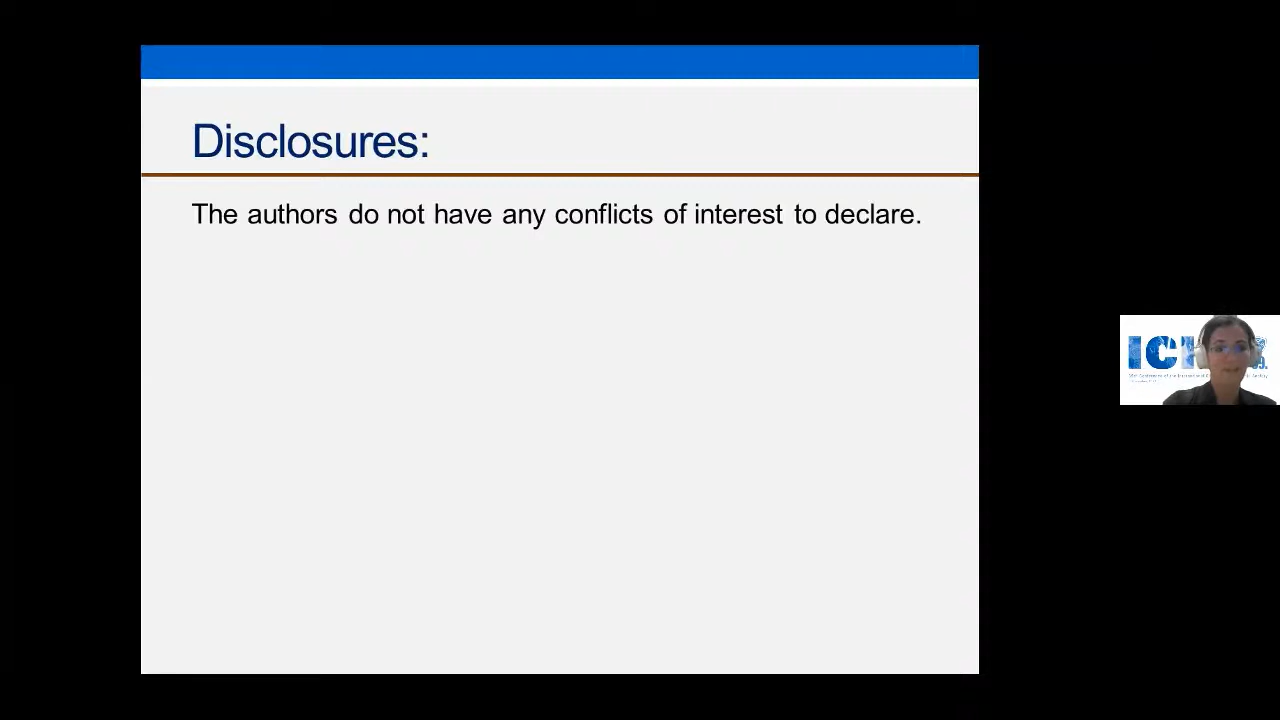 Disclosures:
The authors do not have any conflicts of interest to declare.